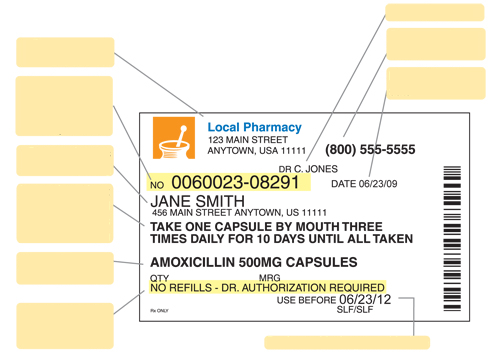 Local Pharmacy
123 MAIN STREET
ANYTOWN, USA 11111
(800) 555-5555
DR C. JONES
NO 0060023-08291
DATE 06/23/09
JANE SMITH
456 MAIN STREET ANYTOWN, US 11111
TAKE ONE CAPSULE BY MOUTH THREE
TIMES DAILY FOR 10 DAYS UNTIL ALL TAKEN
AMOXICILLIN 500MG CAPSULES
QTY MRG
NO REFILLS - DR. AUTHORIZATION REQUIRED
USE BEFORE 06/23/12
Rx ONLY
SLF/SLF